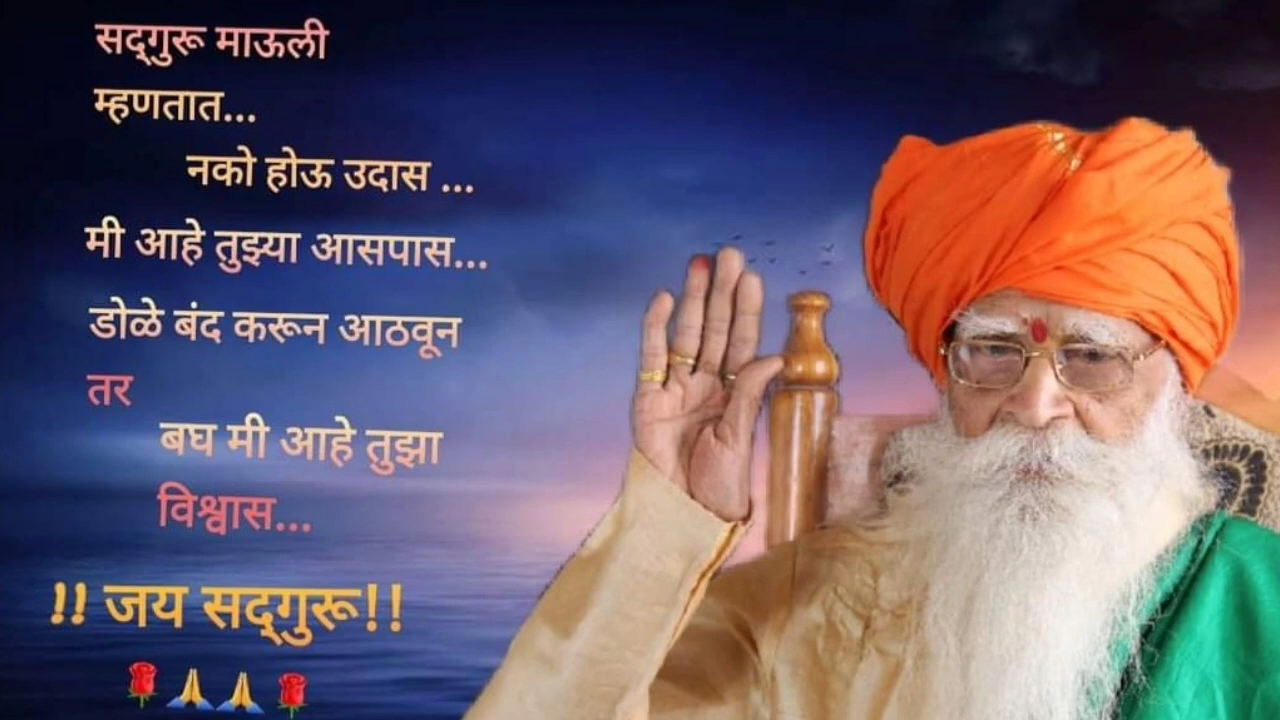 सद्‌गुरू माऊली
म्हणतात...
नको होऊ उदास ...
मी आहे तुझ्या आसपास...
डोळे बंद करून आठवून
तर
बघ मी आहे तुझा
विश्वास...
!! जय सद्‌गुरू!!
🌹🙏🙏🌹